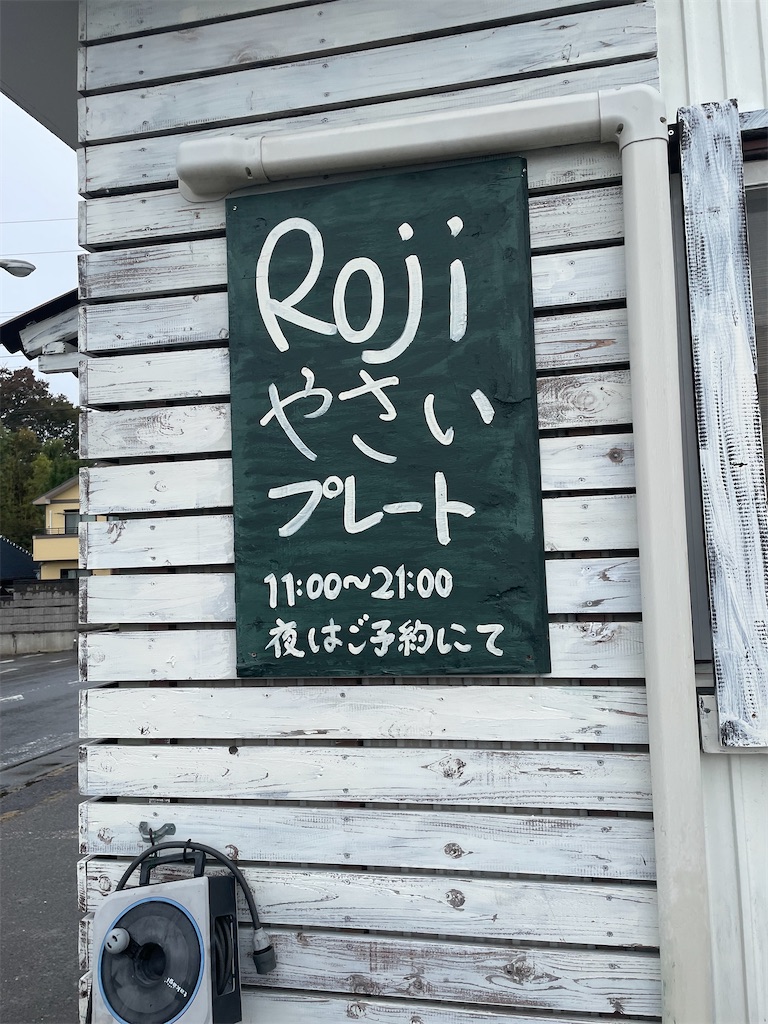 Roji
やさい
プレート
11:00〜21:00
夜はご予約にて
takagi